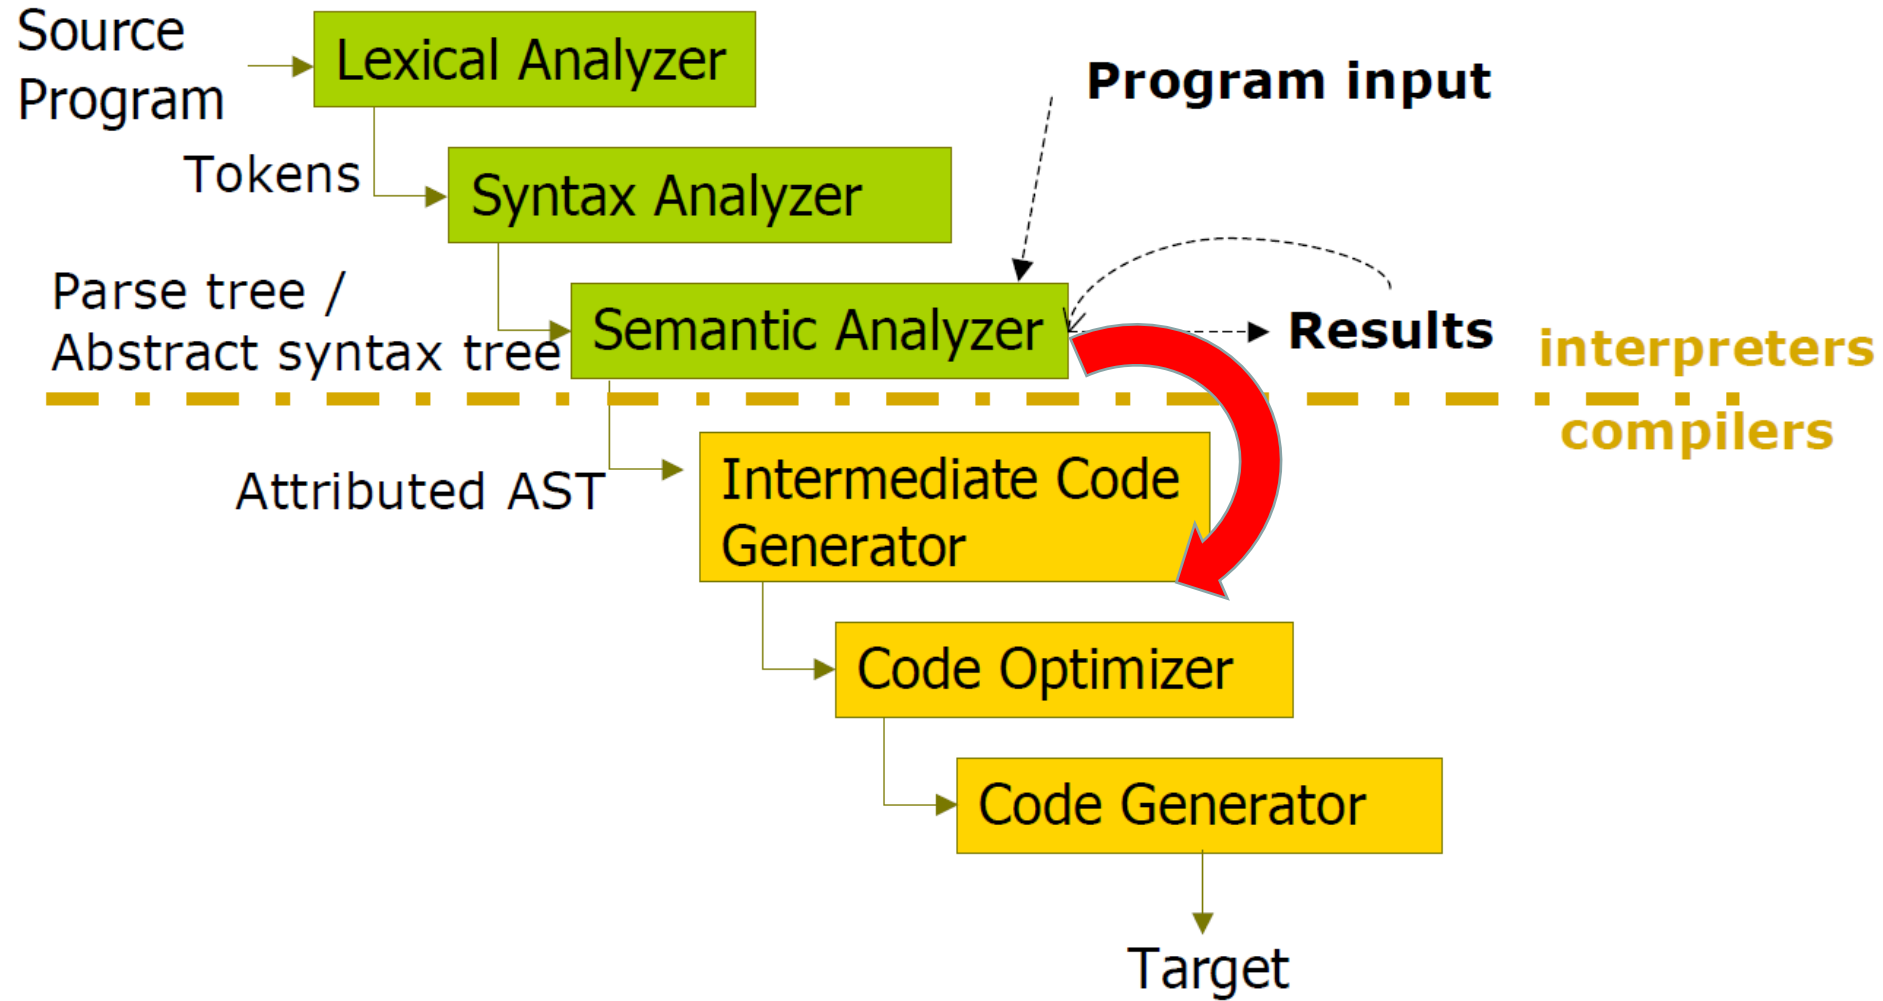 Source
Program
Lexical Analyzer
Program input
Tokens
Syntax Analyzer
Parse tree /
Abstract syntax tree
Semantic Analyzer
Results
interpreters
compilers
Attributed AST
Intermediate Code
Generator
Code Optimizer
Code Generator
Target